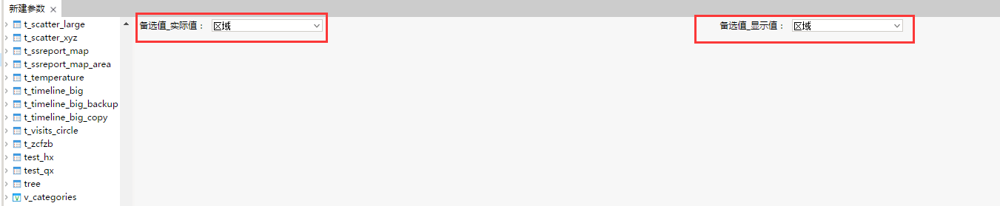 新建参数
t_scatter_large
备选值_实际值： 区域
备选值_显示值： 区域
t_scatter_xyz
t_ssreport_map
t_ssreport_map_area
t_temperature
t_timeline_big
t_timeline_big_backup
t_timeline_big_copy
t_visits_circle
t_zcfzb
test_hx
test_qx
tree
v_categories